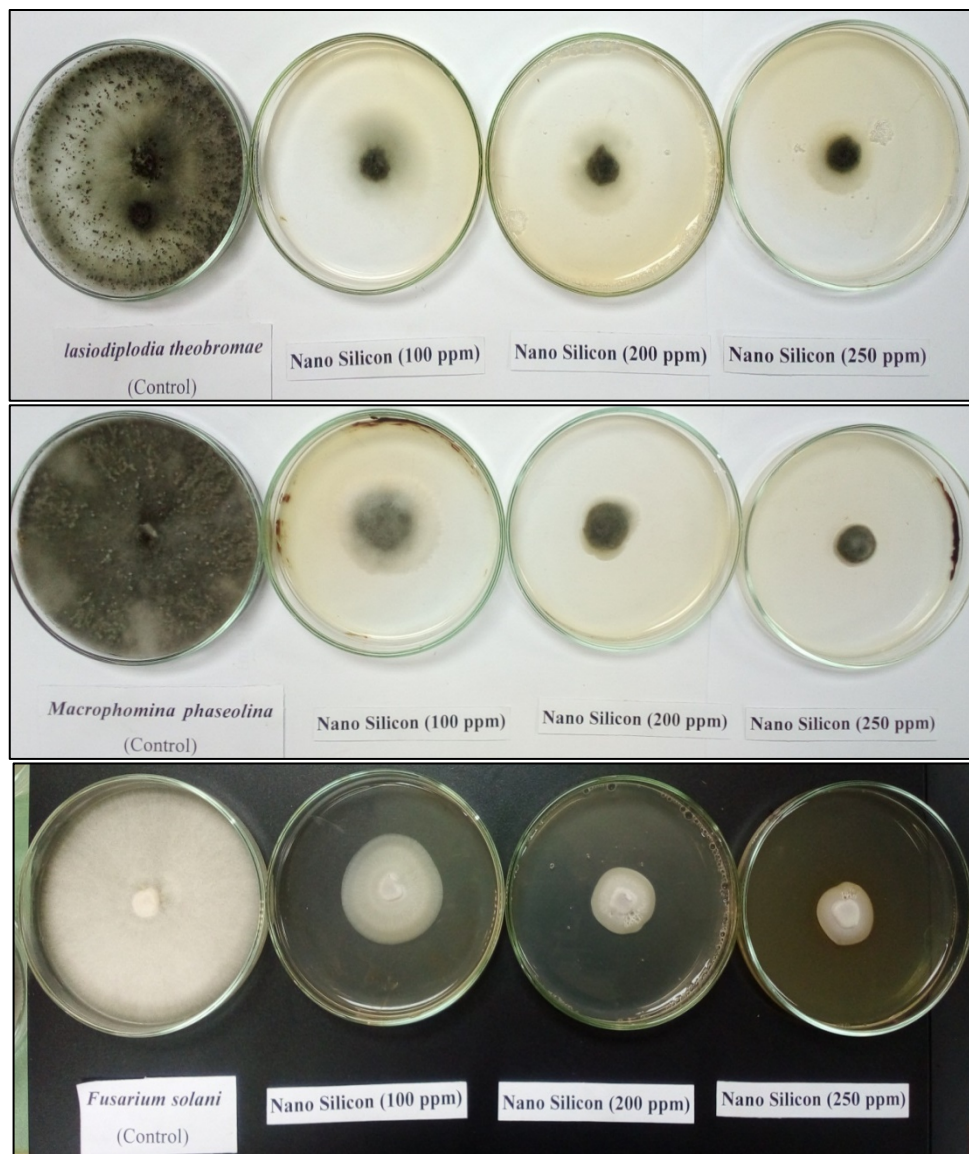 lasiodiplodia theobromae
(Control)
Nano Silicon (100 ppm)
Nano Silicon (200 ppm)
Nano Silicon (250 ppm)
Macrophomina phaseolina
(Control)
Nano Silicon (100 ppm)
Nano Silicon (200 ppm)
Nano Silicon (250 ppm)
Fusarium solani
(Control)
Nano Silicon (100 ppm)
Nano Silicon (200 ppm)
Nano Silicon (250 ppm)